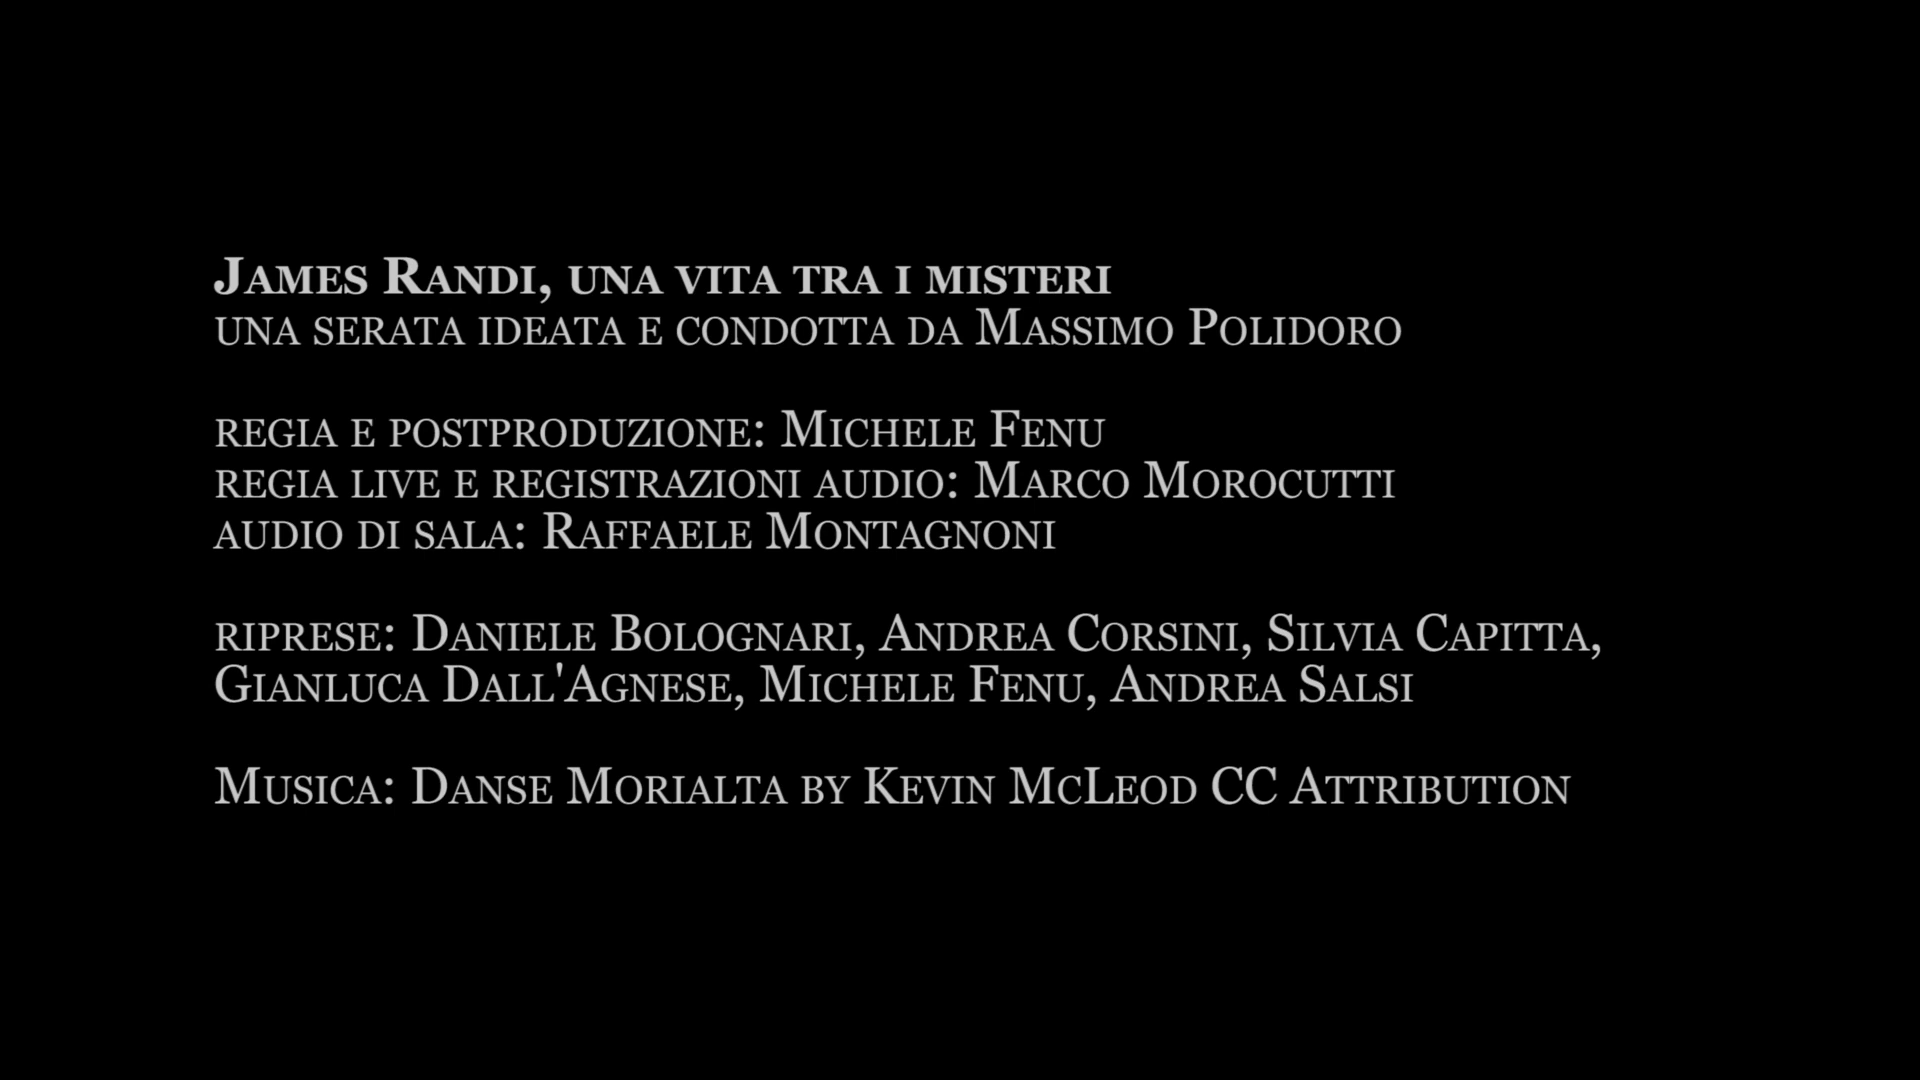 James Randi, una vita tra i misteri
una serata ideata e condotta da Massimo Polidoro
regia e postproduzione: Michele Fenu
regia live e registrazioni audio: Marco Morocutti
audio di sala: Raffaele Montagnoni
riprese: Daniele Bolognari, Andrea Corsini, Silvia Capitta,
Gianluca Dall'Agnese, Michele Fenu, Andrea Salsi
Musica: Danse Morialta by Kevin McLeod CC Attribution